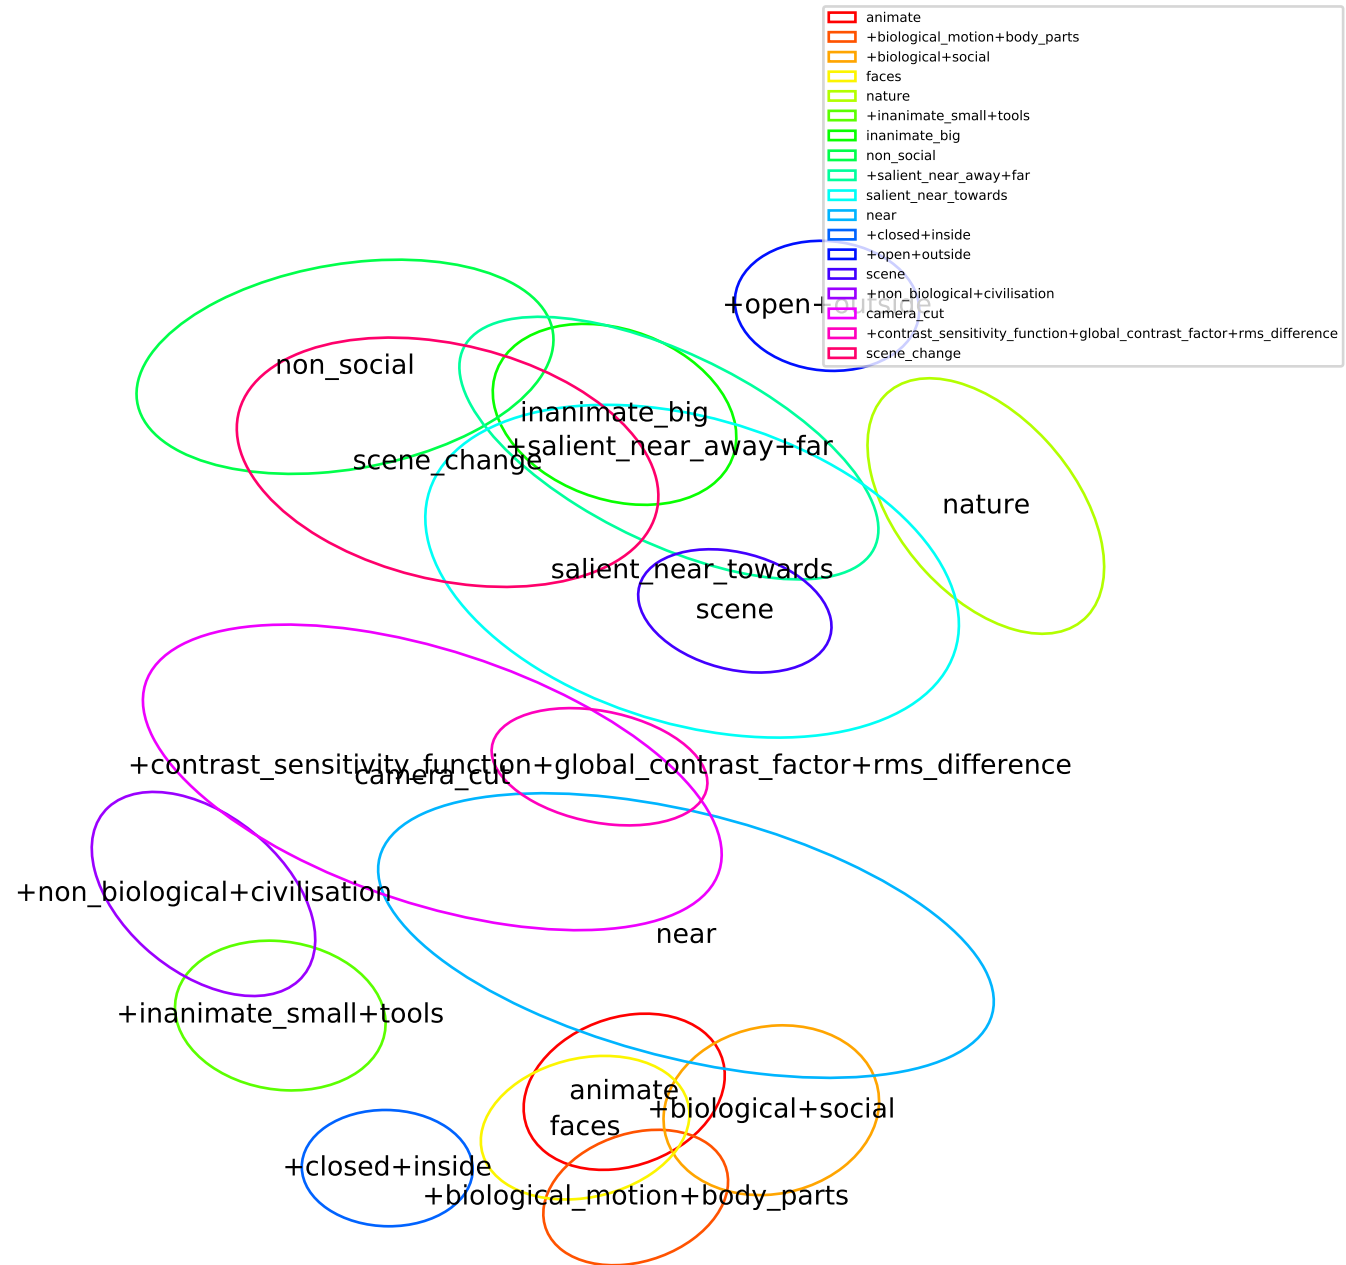 animate
+biological_motion+body_parts
+biological+social
faces
nature
+inanimate_small+tools
inanimate_big
non_social
+salient_near_away+far
salient_near_towards
near
+closed+inside
+open+outside
scene
+non_biological+civilisation
camera_cut
+contrast_sensitivity_function+global_contrast_factor+rms_difference
scene_change
+open+outside
non_social
inanimate_big
+salient_near_away+far
scene_change
nature
salient_near_towards
scene
+contrast_sensitivity_function+global_contrast_factor+rms_difference
camera_cut
+non_biological+civilisation
near
+inanimate_small+tools
animate
+biological+social
faces
+closed+inside
+biological_motion+body_parts